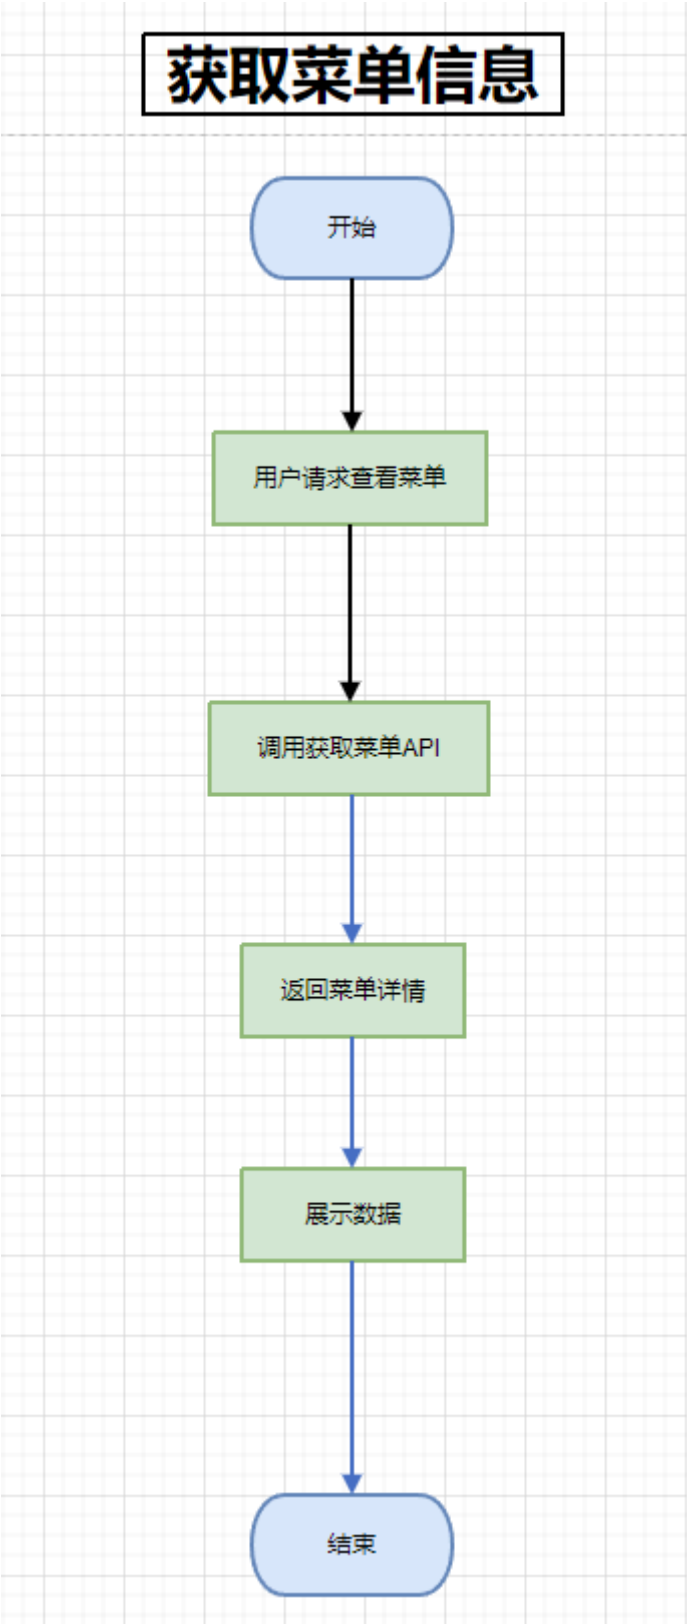 获取菜单信息
开始
用户请求查看菜单
调用获取菜单API
返回菜单详情
展示数据
结束